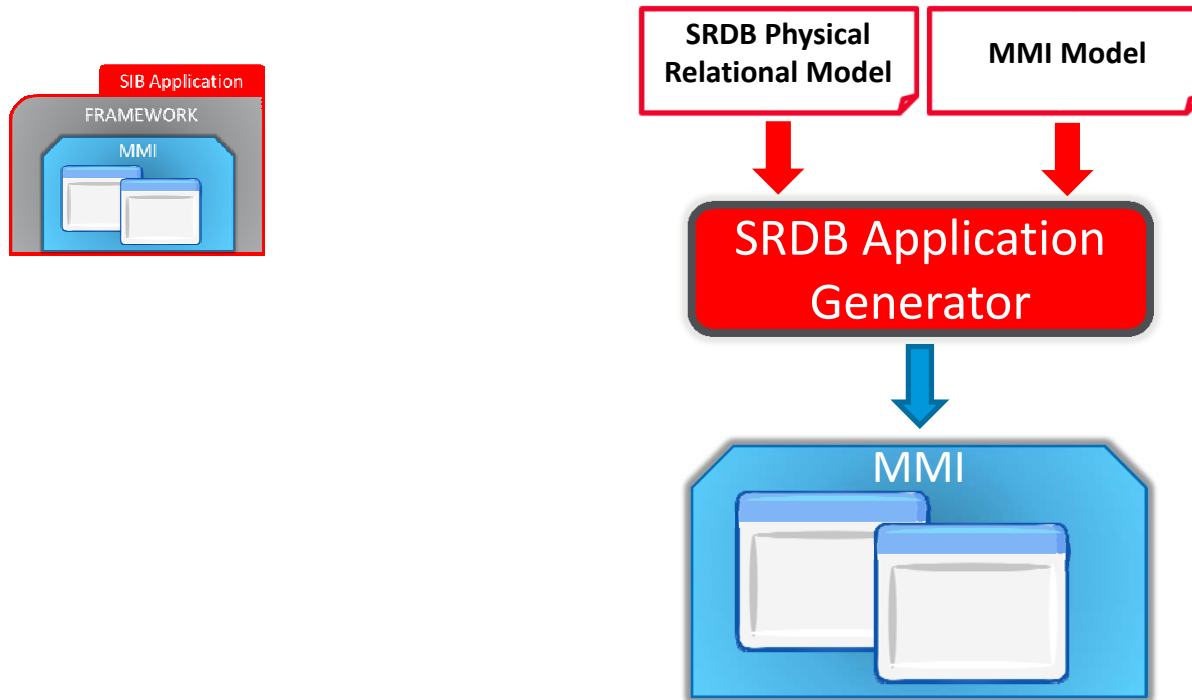 SIB Application
FRAMEWORK
MMI
SRDB Physical
Relational Model
MMI Model
SRDB Application
Generator
MMI